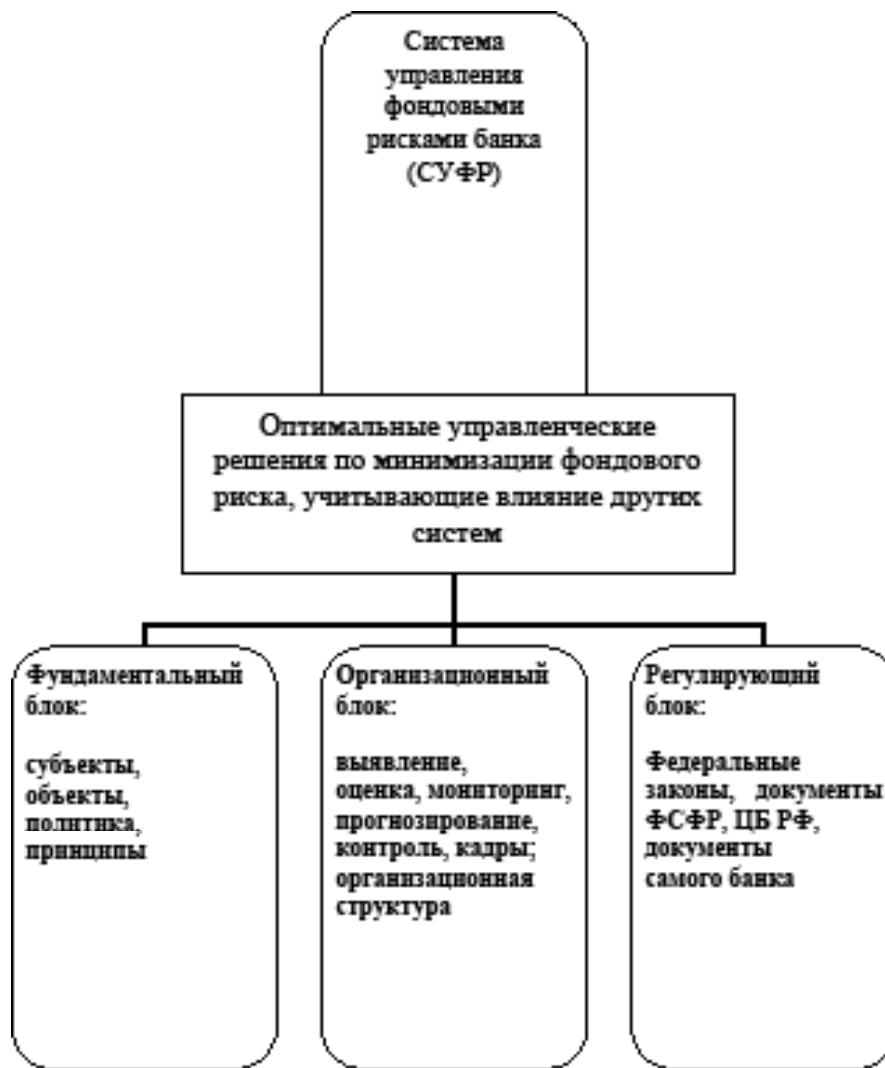 Система
управления
фондовыми
рисками банка
(СУФР)
Оптимальные управленческие
решения по минимизации фондового
риска, учитывающие влияние других
систем
Фундаментальный
блок:
субъекты,
объекты,
политика,
принципы
Организационный
блок:
выявление,
оценка, мониторинг,
прогнозирование,
контроль, кадры;
организационная
структура
Регулирующий
блок:
Федеральные
законы, документы
ФСФР, ЦБ РФ,
документы
самого банка